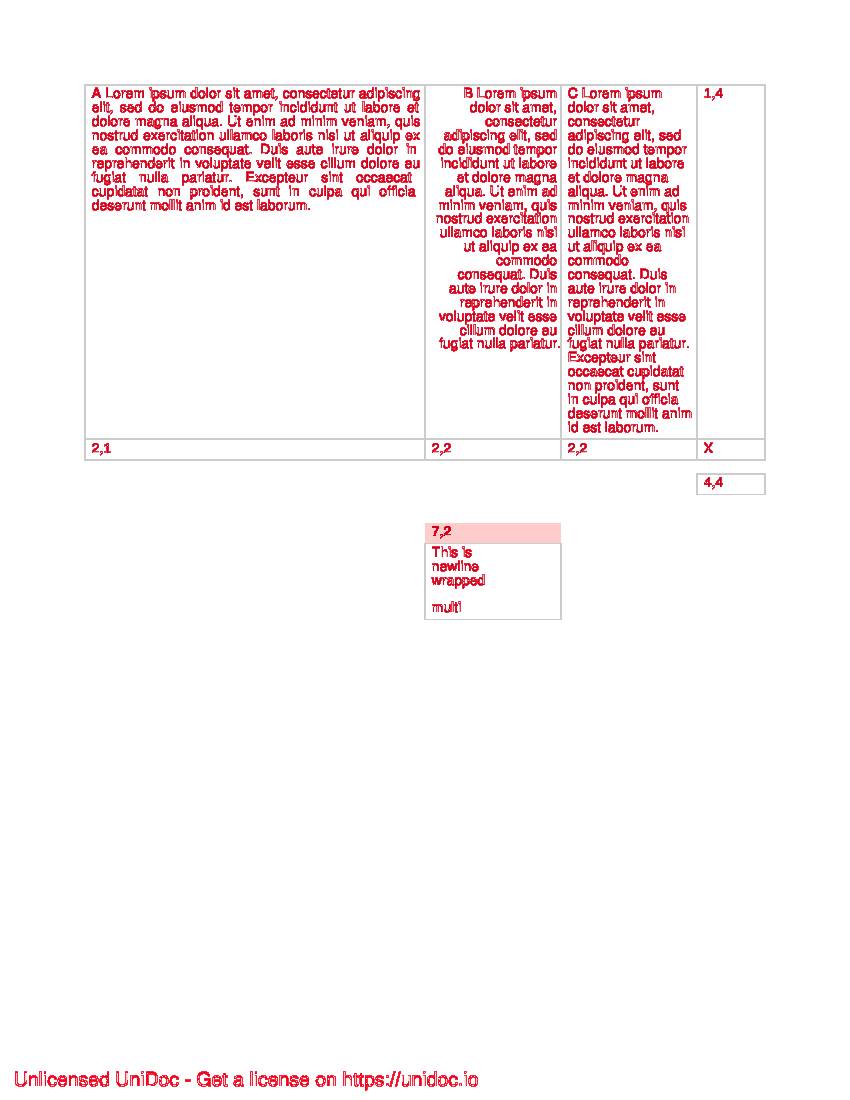 A Lorem ipsum dolor sit amet, consectetur adipiscing
elit, sed do eiusmod tempor incididunt ut labore et
dolore magna aliqua. Ut enim ad minim veniam, quis
nostrud exercitation ullamco laboris nisi ut aliquip ex
ea commodo consequat. Duis aute irure dolor in
reprehenderit in voluptate velit esse cillum dolore eu
fugiat nulla pariatur. Excepteur sint occaecat
cupidatat non proident, sunt in culpa qui officia
deserunt mollit anim id est laborum.
B Lorem ipsum
dolor sit amet,
consectetur
adipiscing elit, sed
do eiusmod tempor
incididunt ut labore
et dolore magna
aliqua. Ut enim ad
minim veniam, quis
nostrud exercitation
ullamco laboris nisi
ut aliquip ex ea
commodo
consequat. Duis
aute irure dolor in
reprehenderit in
voluptate velit esse
cillum dolore eu
fugiat nulla pariatur.
C Lorem ipsum
dolor sit amet,
consectetur
adipiscing elit, sed
do eiusmod tempor
incididunt ut labore
et dolore magna
aliqua. Ut enim ad
minim veniam, quis
nostrud exercitation
ullamco laboris nisi
ut aliquip ex ea
commodo
consequat. Duis
aute irure dolor in
reprehenderit in
voluptate velit esse
cillum dolore eu
fugiat nulla pariatur.
Excepteur sint
occaecat cupidatat
non proident, sunt
in culpa qui officia
deserunt mollit anim
id est laborum.
1,4
2,1
2,2
2,2
X
4,4
7,2
This is
newline
wrapped
multi
Unlicensed UniDoc - Get a license on https://unidoc.io